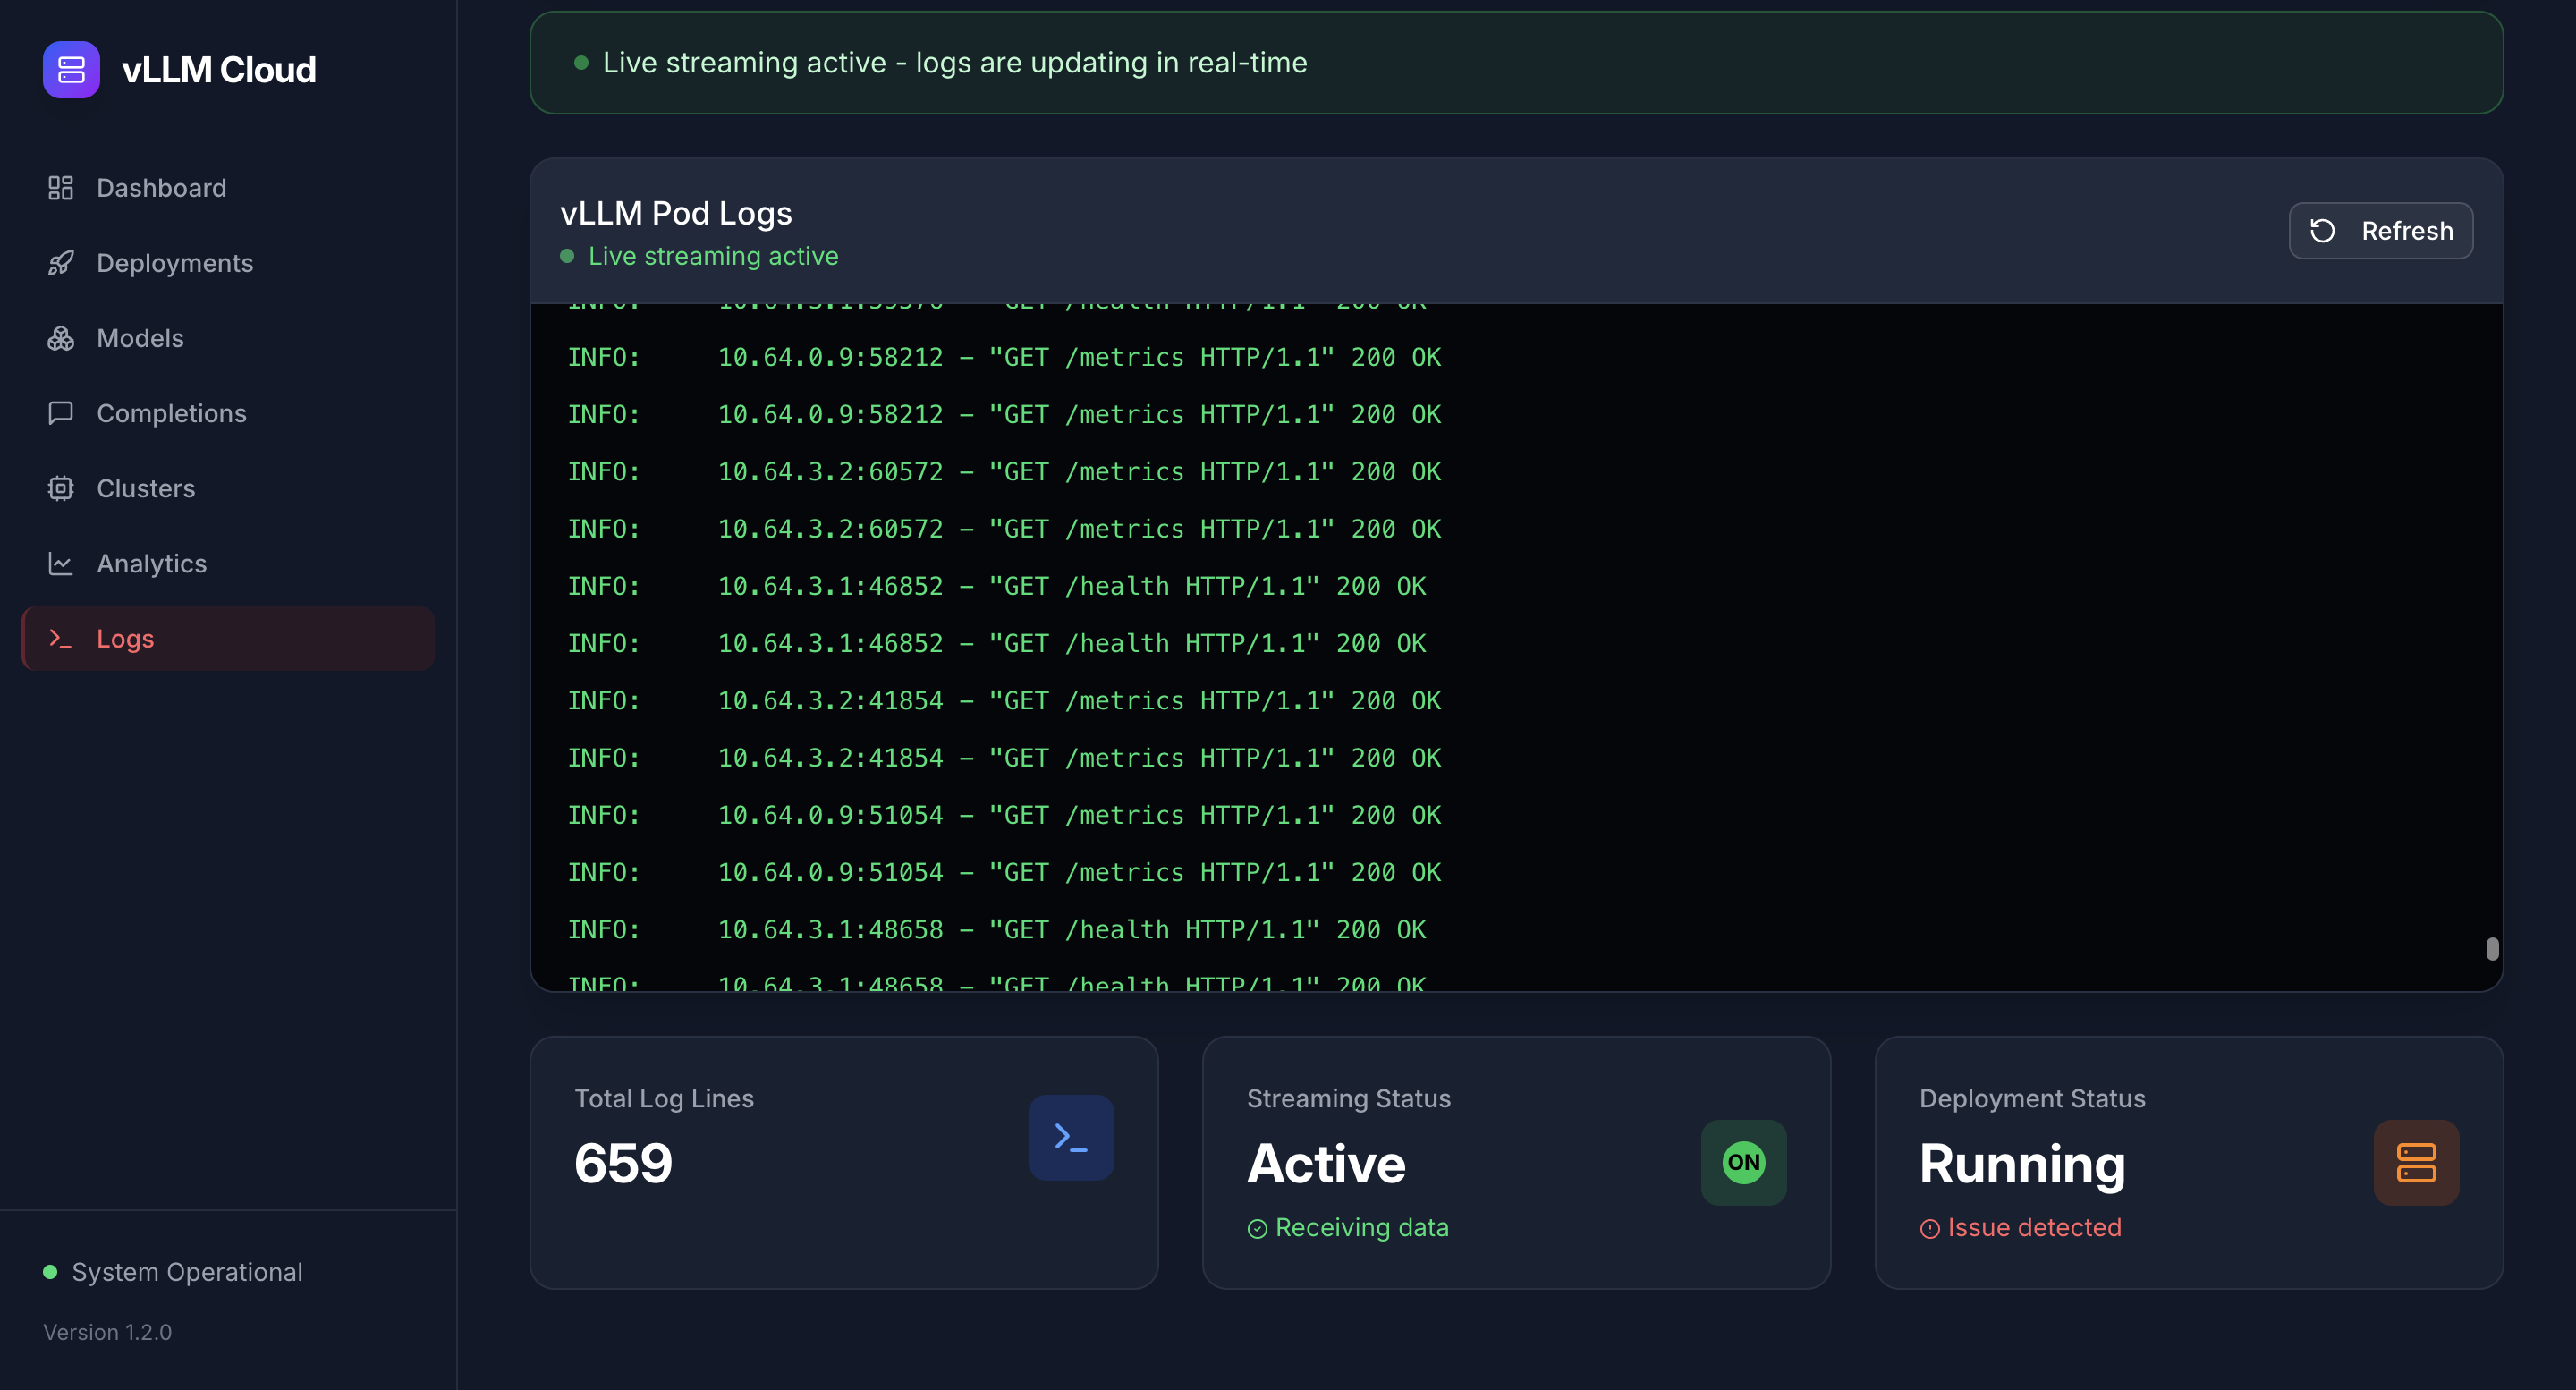 vLLM Cloud
Dashboard
Deployments
Models
Completions
Clusters
Analytics
Logs
System Operational
Version 1.2.0
Live streaming active - logs are updating in real-time
vLLM Pod Logs
Live streaming active
Refresh
INFO: "GET /health HTTP/1.1" 200 OK
INFO: 10.64.0.9:58212 – "GET /metrics HTTP/1.1" 200 OK
INFO: 10.64.0.9:58212 – "GET /metrics HTTP/1.1" 200 OK
INFO: 10.64.3.2:60572 – "GET /metrics HTTP/1.1" 200 OK
INFO: 10.64.3.2:60572 – "GET /metrics HTTP/1.1" 200 OK
INFO: 10.64.3.1:46852 – "GET /health HTTP/1.1" 200 OK
INFO: 10.64.3.1:46852 – "GET /health HTTP/1.1" 200 OK
INFO: 10.64.3.2:41854 – "GET /metrics HTTP/1.1" 200 OK
INFO: 10.64.3.2:41854 – "GET /metrics HTTP/1.1" 200 OK
INFO: 10.64.0.9:51054 – "GET /metrics HTTP/1.1" 200 OK
INFO: 10.64.0.9:51054 – "GET /metrics HTTP/1.1" 200 OK
INFO: 10.64.3.1:48658 – "GET /health HTTP/1.1" 200 OK
INFO: 10.64.3.1:48658 – "GET /health HTTP/1.1" 200 OK
Total Log Lines
659
Streaming Status
Active
ON
Receiving data
Deployment Status
Running
Issue detected